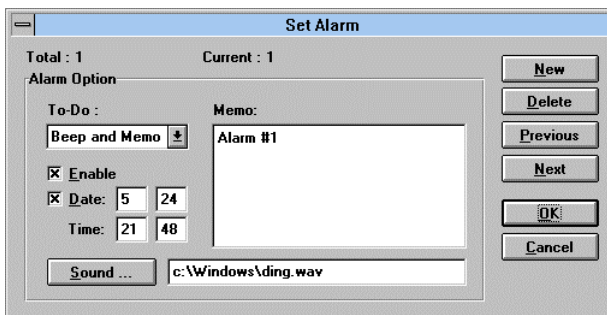 Set Alarm
Total : 1
Current : 1
Alarm Option
To-Do :
Memo:
Beep and Memo
Alarm #1
Enable
Date: 5 24
Time: 21 48
Sound ...
c:\Windows\ding.wav
New
Delete
Previous
Next
OK
Cancel